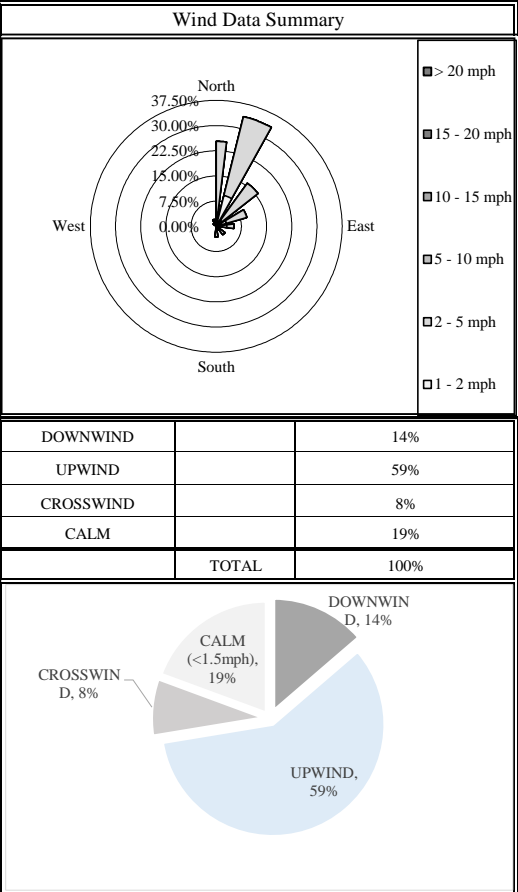 Wind Data Summary
North
37.50%
30.00%
22.50%
15.00%
7.50%
0.00%
West
East
South
> 20 mph
15 - 20 mph
10 - 15 mph
5 - 10 mph
2 - 5 mph
1 - 2 mph
DOWNWIND 14%
UPWIND 59%
CROSSWIND 8%
CALM 19%
TOTAL 100%
DOWNWIN
D, 14%
CALM
(<1.5mph),
19%
CROSSWIN
D, 8%
UPWIND,
59%